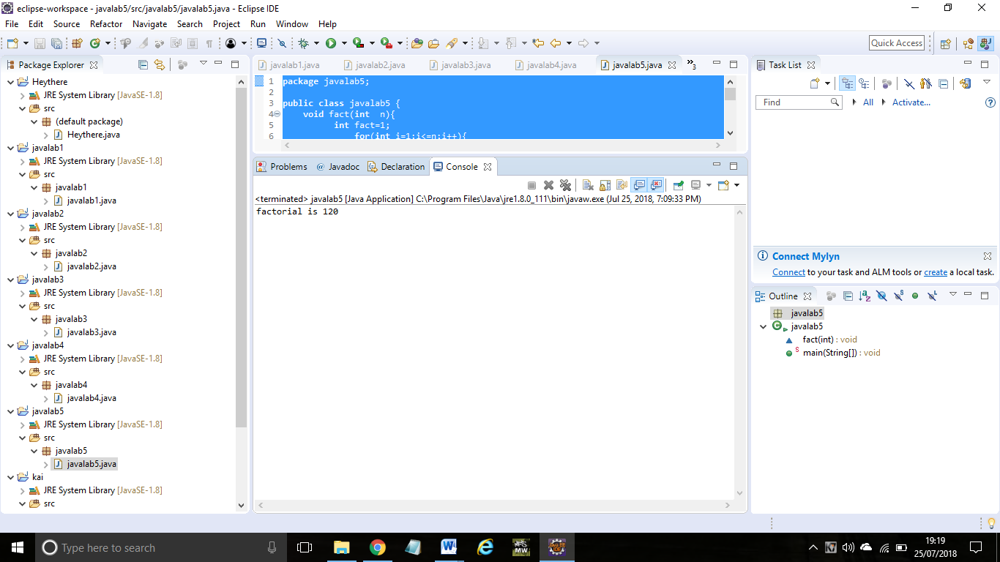 eclipse-workspace - javalab5/src/javalab5/javalab5.java - Eclipse IDE
File Edit Source Refactor Navigate Search Project Run Window Help
Quick Access
Package Explorer
Heythere
JRE System Library [JavaSE-1.8]
src
(default package)
Heythere.java
javalab1
JRE System Library [JavaSE-1.8]
src
javalab1
javalab1.java
javalab2
JRE System Library [JavaSE-1.8]
src
javalab2
javalab2.java
javalab3
JRE System Library [JavaSE-1.8]
src
javalab3
javalab3.java
javalab4
JRE System Library [JavaSE-1.8]
src
javalab4
javalab4.java
javalab5
JRE System Library [JavaSE-1.8]
src
javalab5
javalab5.java
kai
JRE System Library [JavaSE-1.8]
src
javalab1.java javalab2.java javalab3.java javalab4.java javalab5.java »3
1 package javalab5;
2
3 public class javalab5 {
4 void fact(int n){
5 int fact=1;
6 for(int i=1;i<=n;i++){
Problems @ Javadoc Declaration Console
<terminated> javalab5 [Java Application] C:\Program Files\Java\jre1.8.0_111\bin\javaw.exe (Jul 25, 2018, 7:09:33 PM)
factorial is 120
Task List
Find All Activate...
Connect Mylyn
Connect to your task and ALM tools or create a local task.
Outline
javalab5
javalab5
fact(int) : void
main(String[]) : void
Type here to search
19:19
25/07/2018